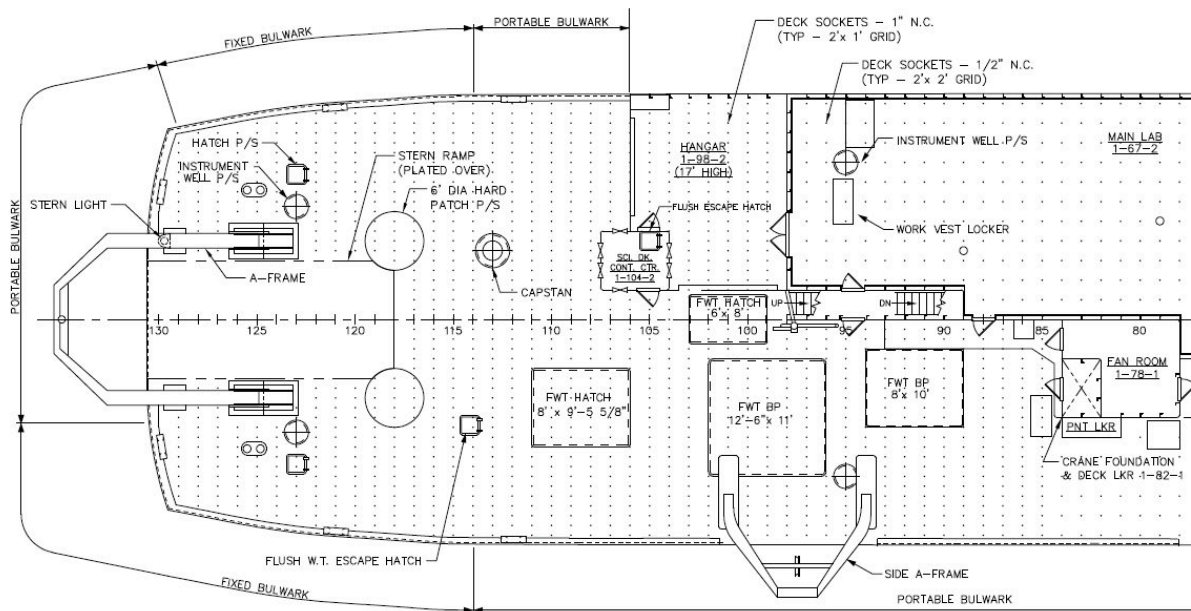 PORTABLE BULWARK
FIXED BULWARK
DECK SOCKETS - 1" N.C.
(TYP - 2'x 1' GRID)
DECK SOCKETS - 1/2" N.C.
(TYP - 2'x 2' GRID)
HATCH P/S
INSTRUMENT
WELL P/S
STERN RAMP
(PLATED OVER)
6' DIA HARD
PATCH P/S
HANGAR
1-98-2
(17' HIGH)
INSTRUMENT WELL P/S
MAIN LAB
1-67-2
STERN LIGHT
FLUSH ESCAPE HATCH
WORK VEST LOCKER
PORTABLE BULWARK
A-FRAME
SCI. DK.
CONT. CTR.
1-104-2
CAPSTAN
FWT HATCH
6'x 8'
UP
DN
130
125
120
115
110
105
100
95
90
85
80
FAN ROOM
1-78-1
FWT HATCH
8' x 9'-5 5/8"
FWT BP
12'-6"x 11'
FWT BP
8'x 10'
PNT LKR
CRANE FOUNDATION
& DECK LKR 1-82-1
FLUSH W.T. ESCAPE HATCH
SIDE A-FRAME
FIXED BULWARK
PORTABLE BULWARK